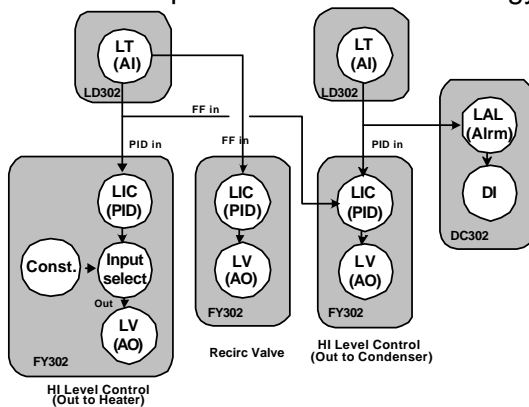 LT
(AI)
LD302
LT
(AI)
LD302
FF in
PID in
FF in
PID in
LAL
(Alrm)
DI
DC302
LIC
(PID)
Const.
Input
select
Out
LV
(AO)
FY302
HI Level Control
(Out to Heater)
LIC
(PID)
LV
(AO)
FY302
Recirc Valve
LIC
(PID)
LV
(AO)
FY302
HI Level Control
(Out to Condenser)